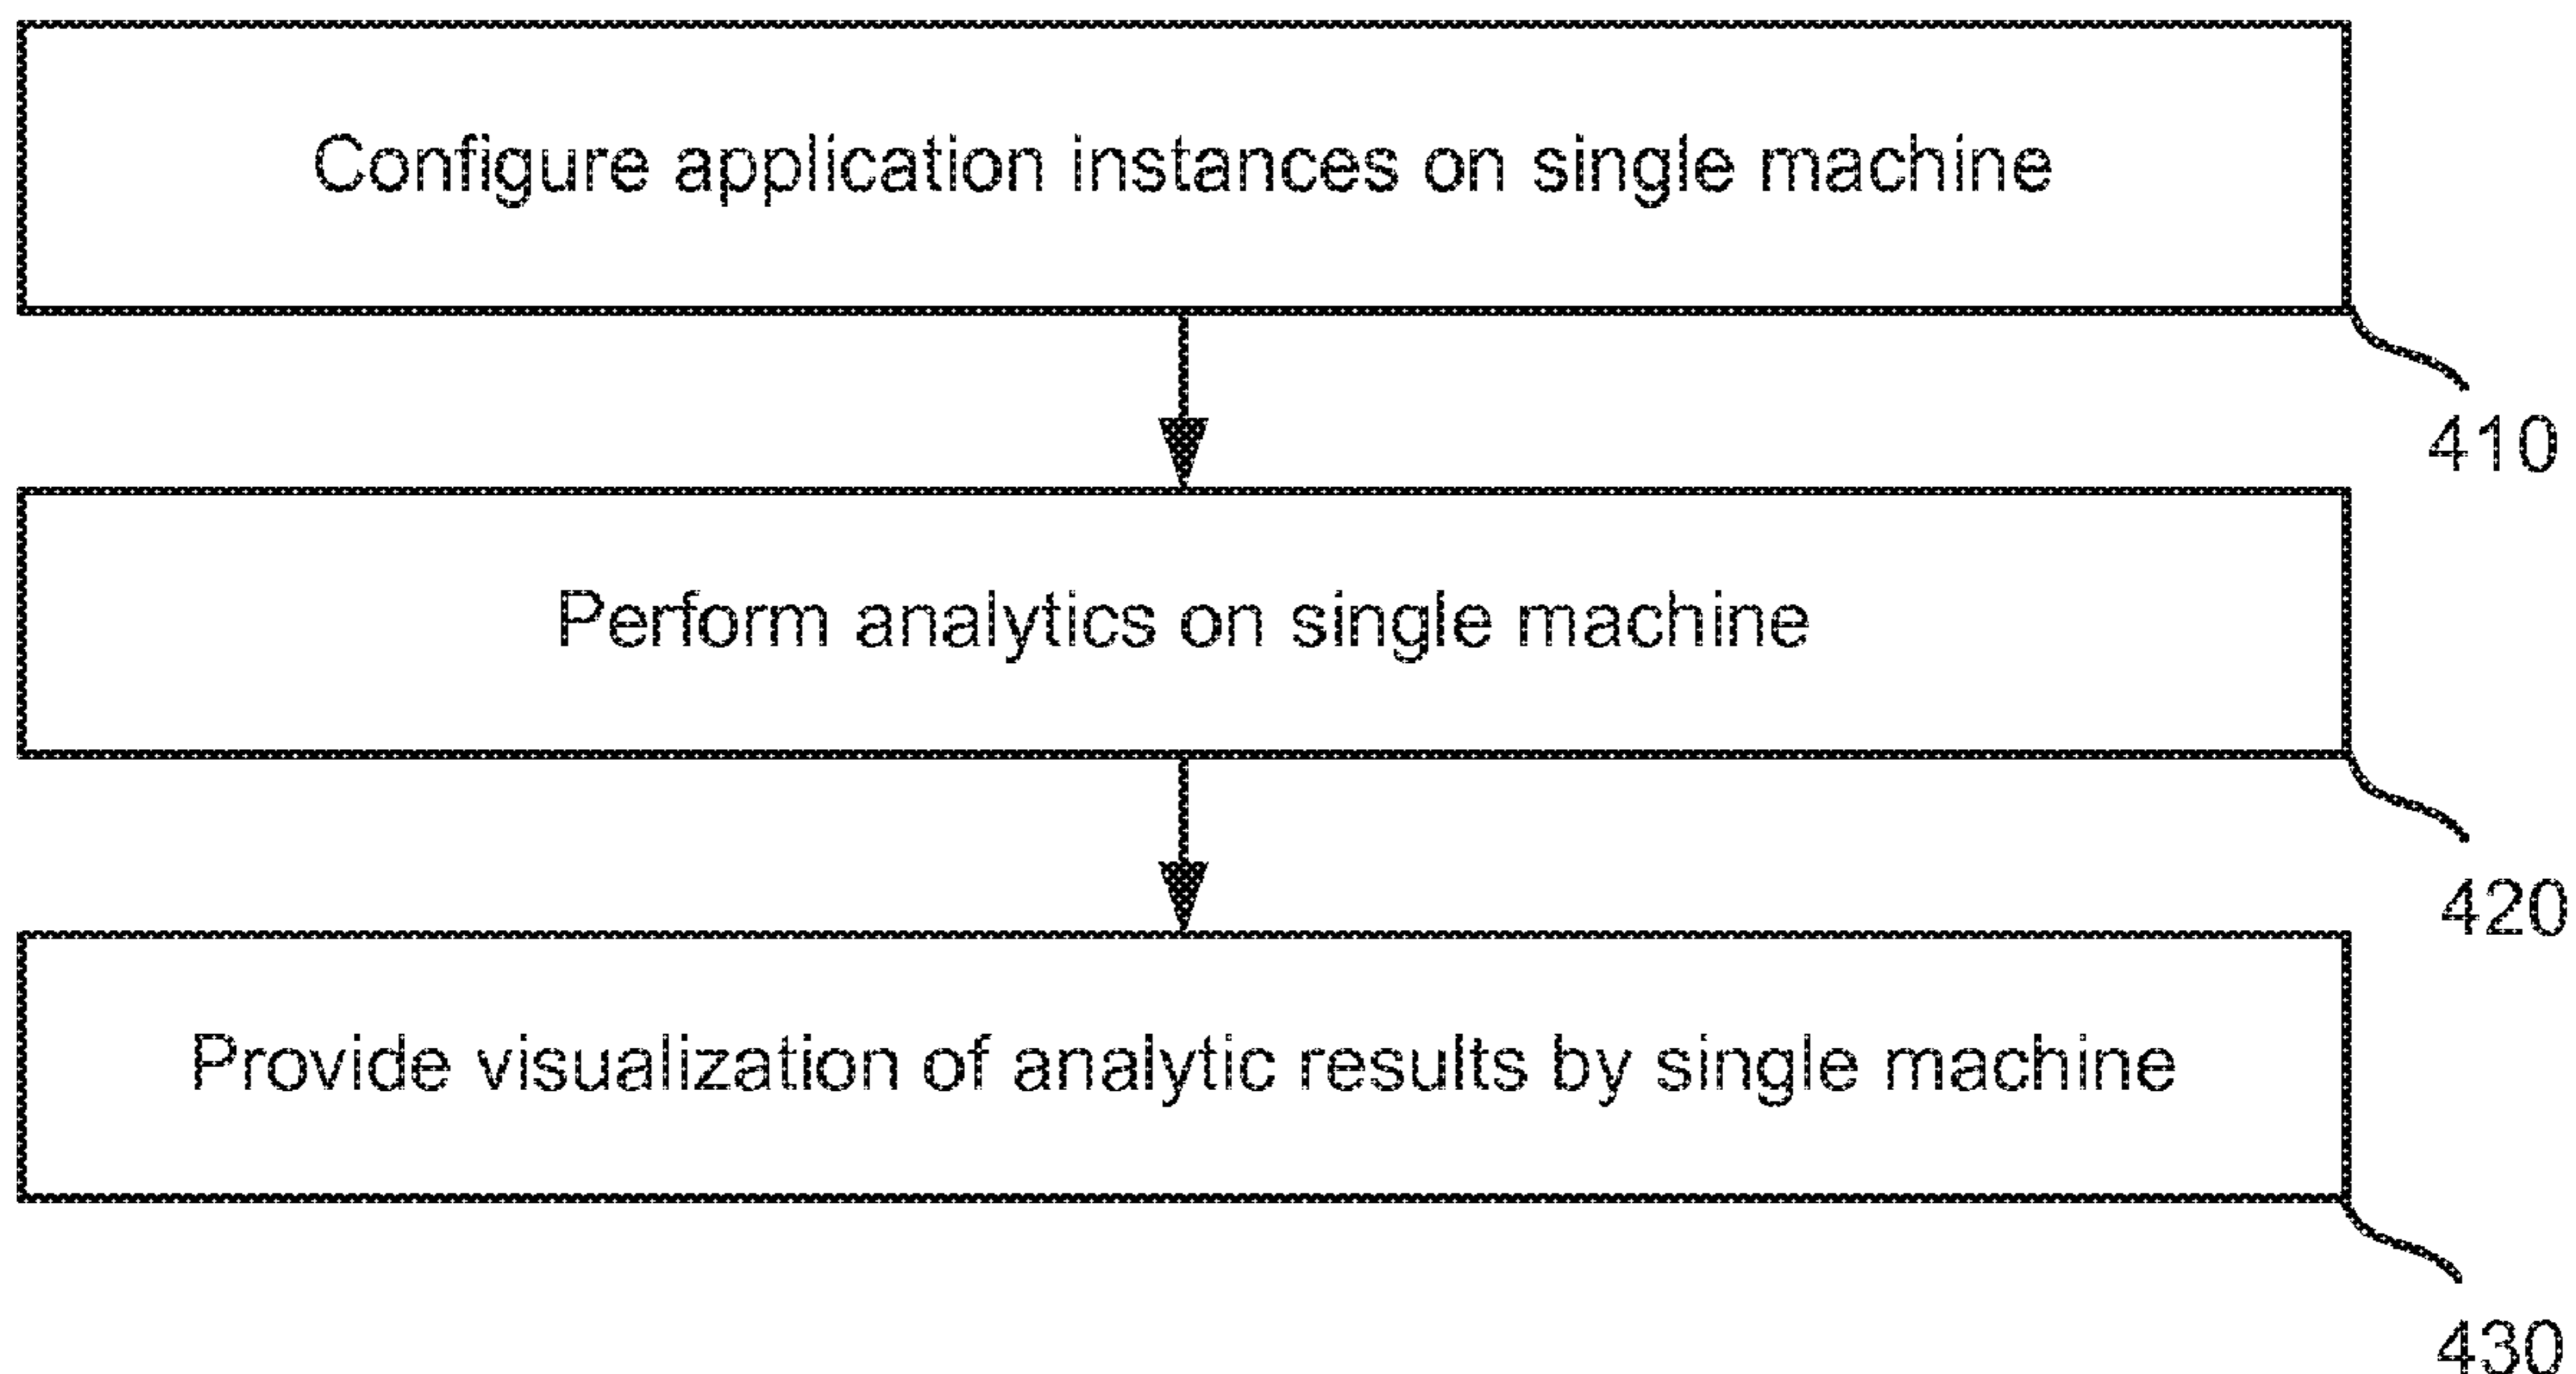 Configure application instances on single machine
410
Perform analytics on single machine
420
Provide visualization of analytic results by single machine
430